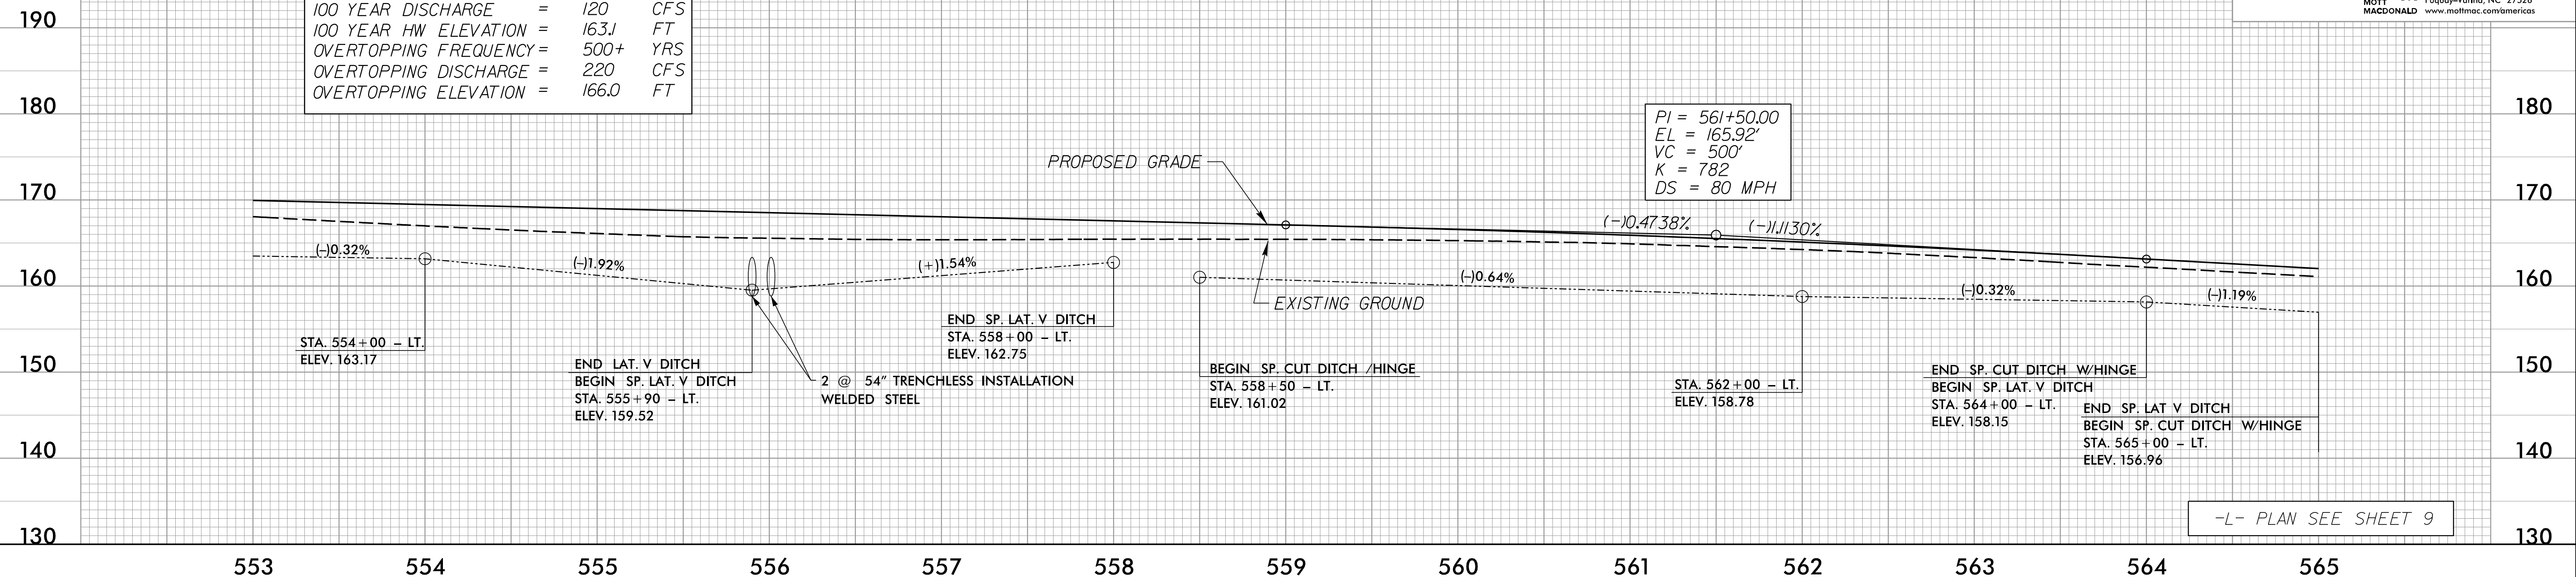 100 YEAR DISCHARGE = 120 CFS
100 YEAR HW ELEVATION = 163.1 FT
OVERTOPPING FREQUENCY = 500+ YRS
OVERTOPPING DISCHARGE = 220 CFS
OVERTOPPING ELEVATION = 166.0 FT
MOTT
MACDONALD www.mottmac.com/americas
190
180 180
PI = 561+50.00
EL = 165.92'
VC = 500'
K = 782
DS = 80 MPH
PROPOSED GRADE
170 170
(-)0.4738% (-)1.1130%
(-)0.32% (-)1.92% (+)1.54% (-)0.64% (-)0.32% (-)1.19%
160 160
EXISTING GROUND
STA. 554+00 - LT.
ELEV. 163.17
END LAT. V DITCH
BEGIN SP. LAT. V DITCH
STA. 555+90 - LT.
ELEV. 159.52
2 @ 54" TRENCHLESS INSTALLATION
WELDED STEEL
END SP. LAT. V DITCH
STA. 558+00 - LT.
ELEV. 162.75
BEGIN SP. CUT DITCH /HINGE
STA. 558+50 - LT.
ELEV. 161.02
STA. 562+00 - LT.
ELEV. 158.78
END SP. CUT DITCH W/HINGE
BEGIN SP. LAT. V DITCH
STA. 564+00 - LT.
ELEV. 158.15
END SP. LAT V DITCH
BEGIN SP. CUT DITCH W/HINGE
STA. 565+00 - LT.
ELEV. 156.96
150 150
140 140
-L- PLAN SEE SHEET 9
130 130
553 554 555 556 557 558 559 560 561 562 563 564 565